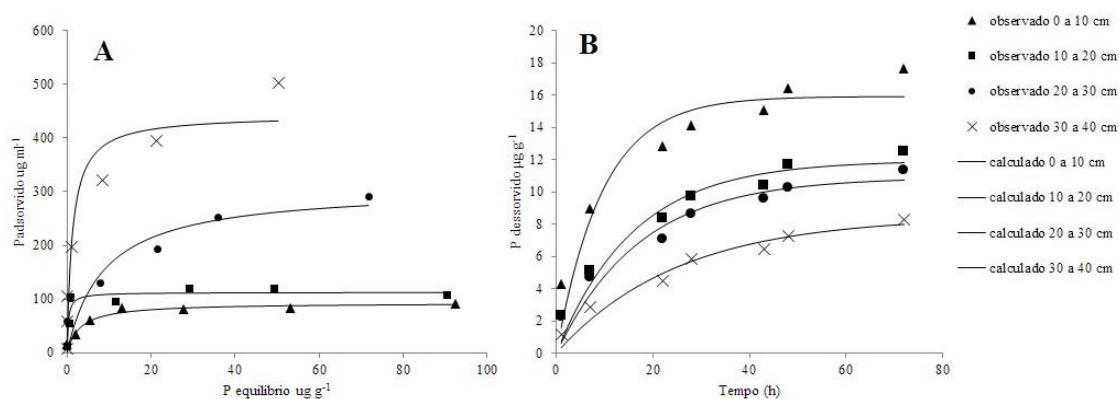 A
Padsorvido ug ml-¹
600
500
400
300
200
100
0
0 20 40 60 80 100
P equilibrio ug g-¹
B
P dessorvido µg g-¹
20
18
16
14
12
10
8
6
4
2
0
0 20 40 60 80
Tempo (h)
observado 0 a 10 cm
observado 10 a 20 cm
observado 20 a 30 cm
observado 30 a 40 cm
calculado 0 a 10 cm
calculado 10 a 20 cm
calculado 20 a 30 cm
calculado 30 a 40 cm